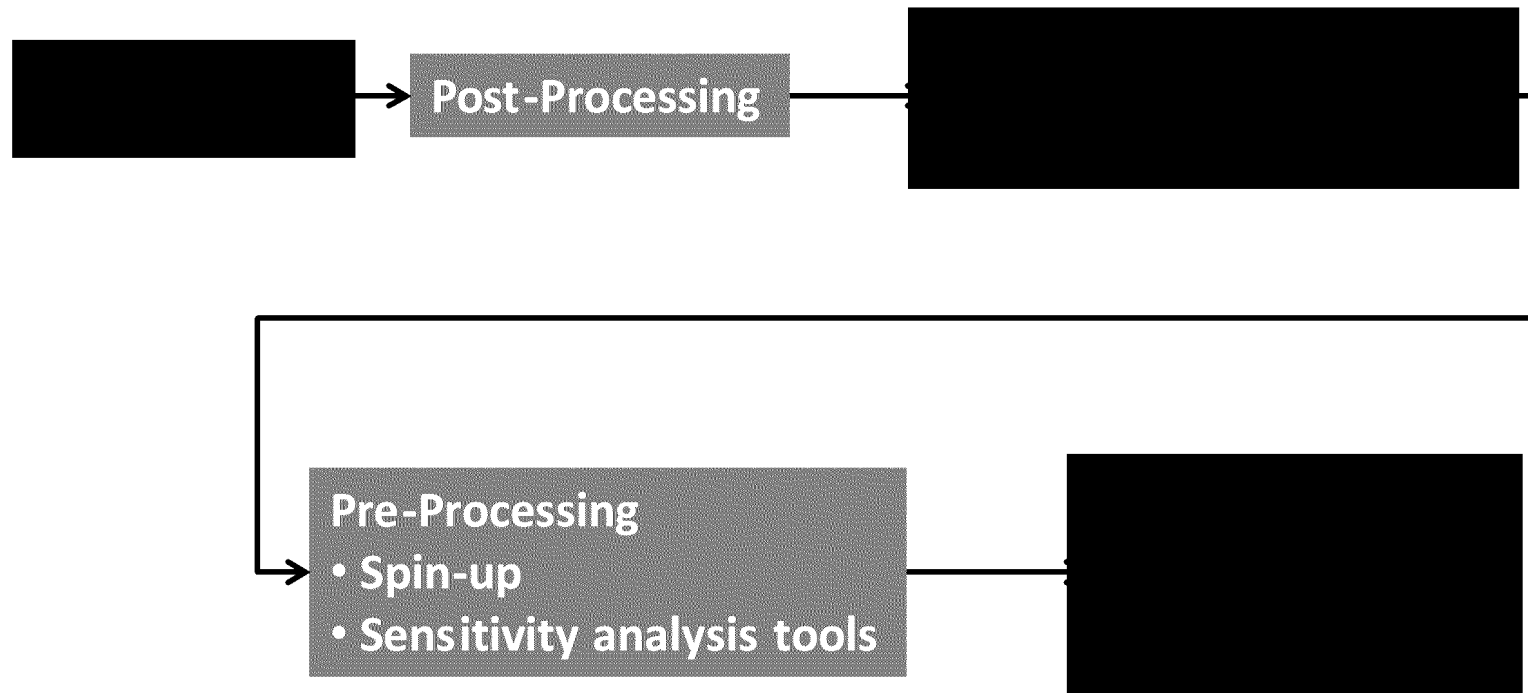 Post-Processing
Pre-Processing
• Spin-up
• Sensitivity analysis tools